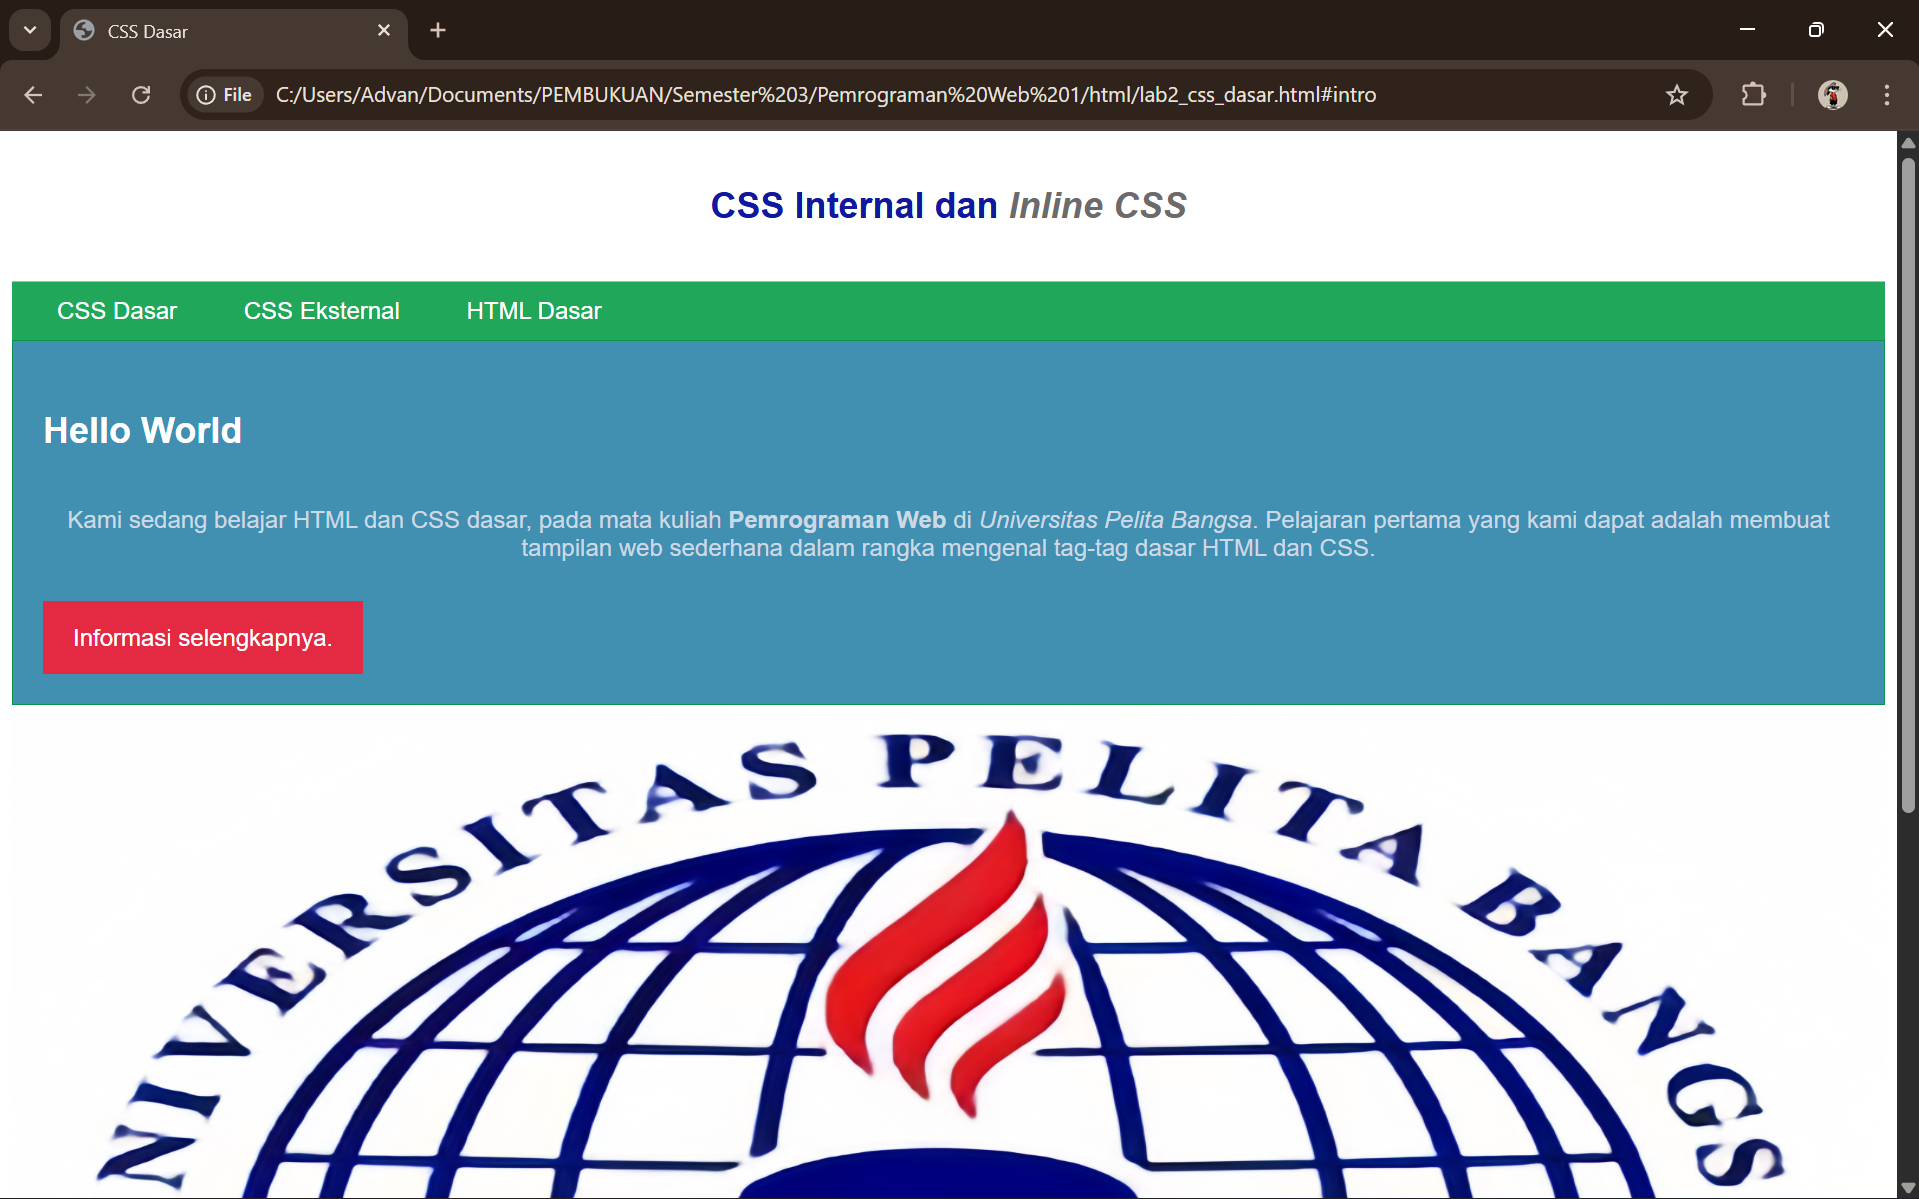 CSS Dasar
File
C:/Users/Advan/Documents/PEMBUKUAN/Semester%203/Pemrograman%20Web%201/html/lab2_css_dasar.html#intro
CSS Internal dan Inline CSS
CSS Dasar
CSS Eksternal
HTML Dasar
Hello World
Kami sedang belajar HTML dan CSS dasar, pada mata kuliah Pemrograman Web di Universitas Pelita Bangsa. Pelajaran pertama yang kami dapat adalah membuat
tampilan web sederhana dalam rangka mengenal tag-tag dasar HTML dan CSS.
Informasi selengkapnya.
NIVERSITAS PELITA BANGS